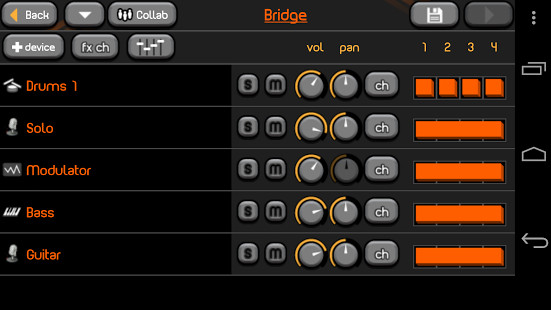 Back Collab Bridge
device fx ch vol pan 1 2 3 4
Drums 1 s m ch
Solo s m ch
Modulator s m ch
Bass s m ch
Guitar s m ch